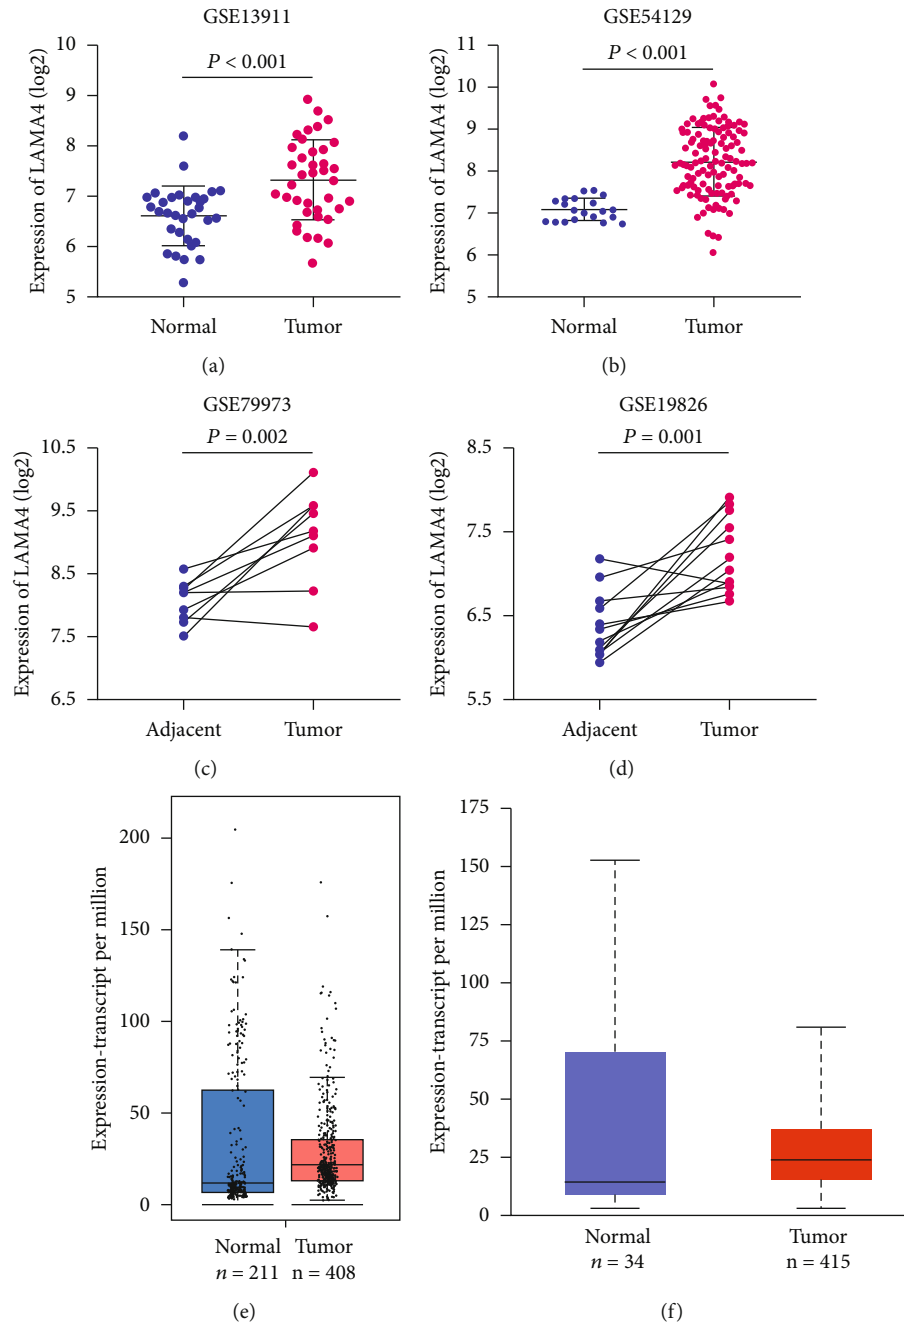 GSE13911
P < 0.001
Expression of LAMA4 (log2)
10
9
8
7
6
5
Normal
Tumor
(a)
GSE54129
P < 0.001
Expression of LAMA4 (log2)
11
10
9
8
7
6
5
Normal
Tumor
(b)
GSE79973
P = 0.002
Expression of LAMA4 (log2)
10.5
9.5
8.5
7.5
6.5
Adjacent
Tumor
(c)
GSE19826
P = 0.001
Expression of LAMA4 (log2)
8.5
7.5
6.5
5.5
Adjacent
Tumor
(d)
Expression-transcript per million
200
150
100
50
0
Normal
n = 211
Tumor
n = 408
(e)
Expression-transcript per million
175
150
125
100
75
50
25
0
Normal
n = 34
Tumor
n = 415
(f)